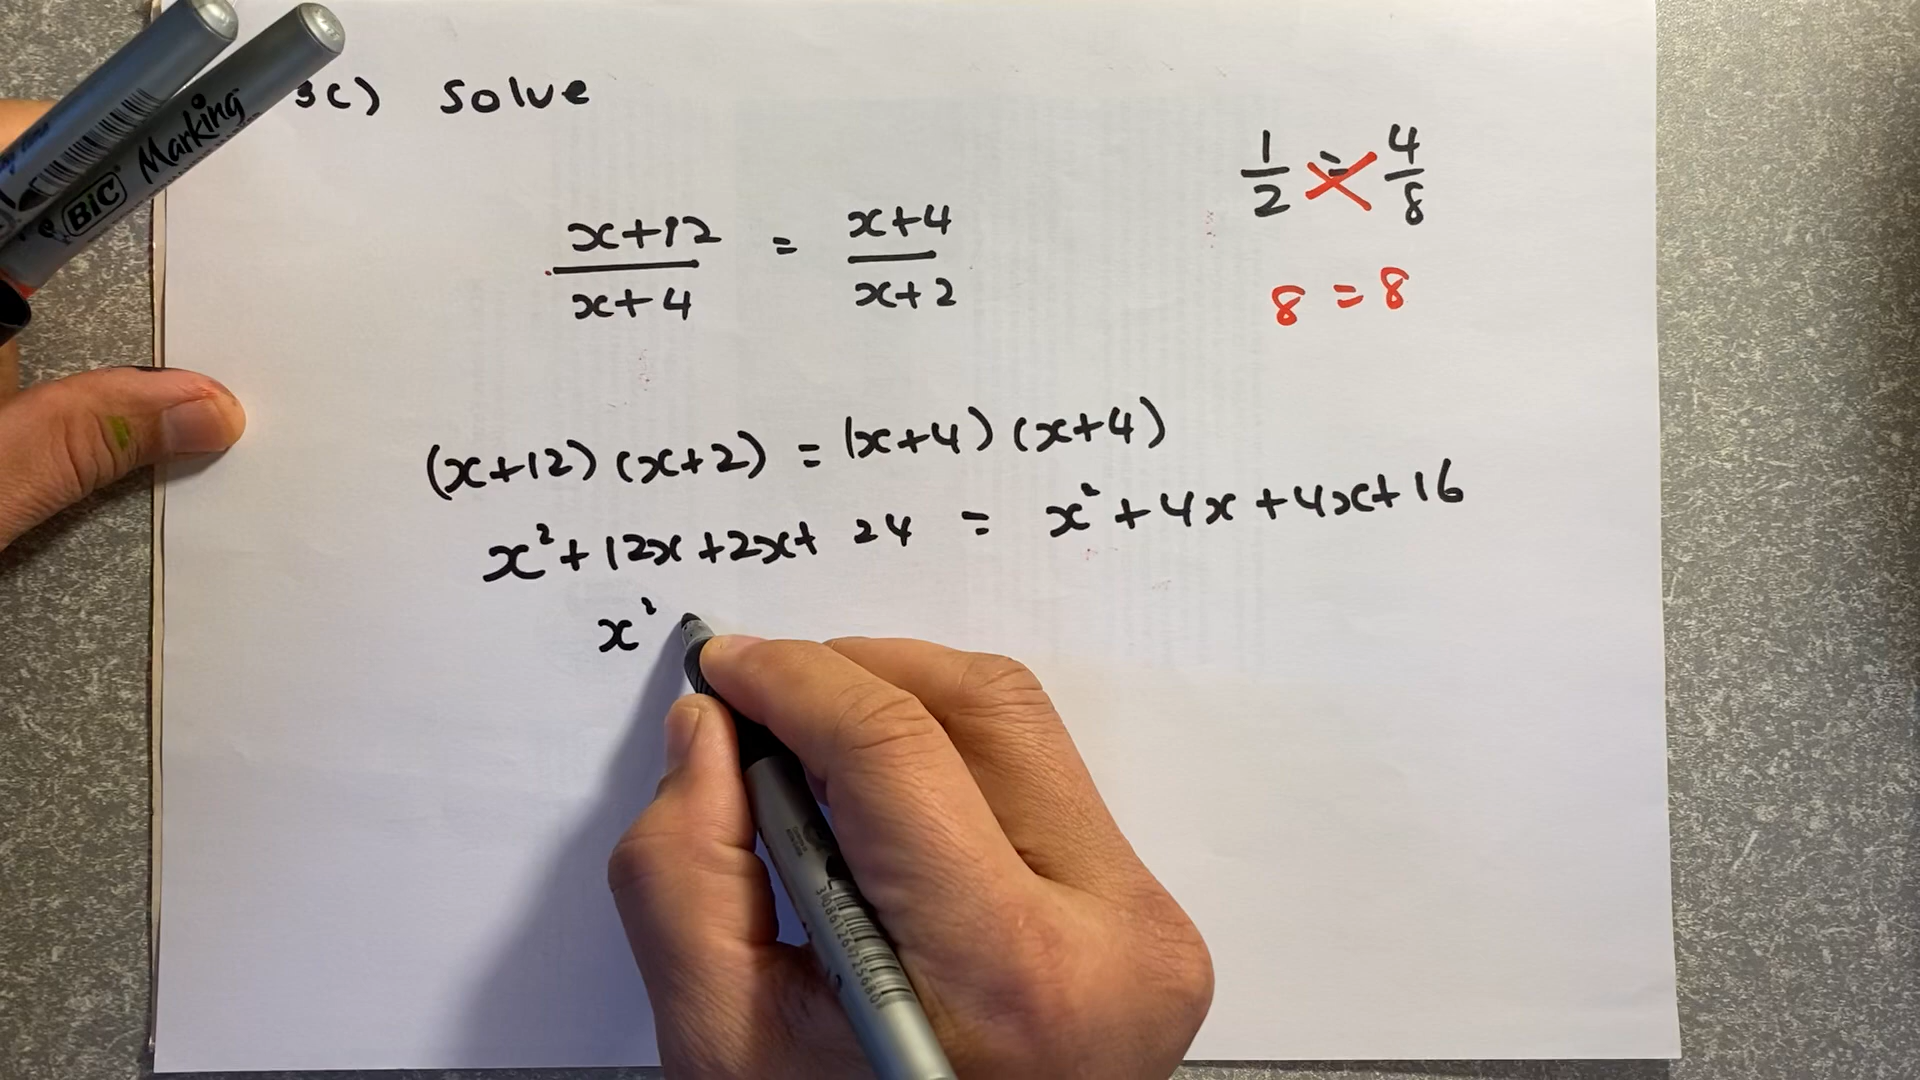 3c) Solve
x+12 / x+4 = x+4 / x+2
1/2 = 4/8
8 = 8
(x+12)(x+2) = (x+4)(x+4)
x²+12x+2x+ 24 = x²+4x+4x+16
x²
BIC Marking